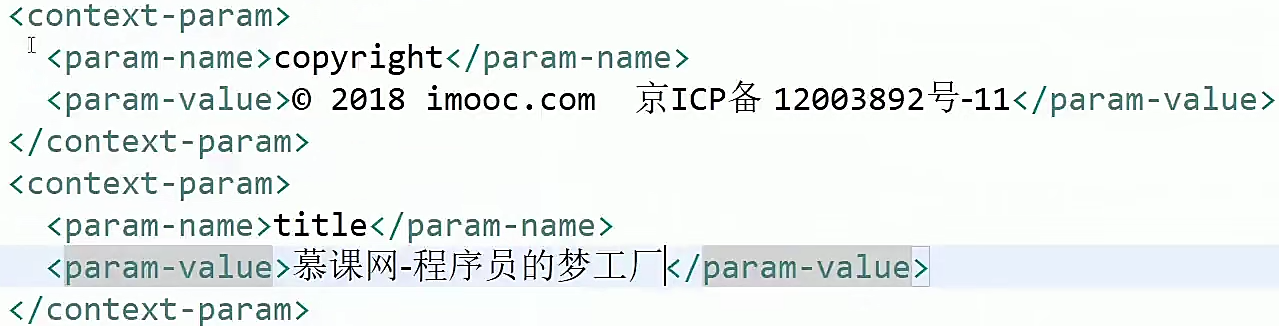 <context-param>
<param-name>copyright</param-name>
<param-value>© 2018 imooc.com  京ICP备 12003892号-11</param-value>
</context-param>
<context-param>
<param-name>title</param-name>
<param-value>慕课网-程序员的梦工厂</param-value>
</context-param>